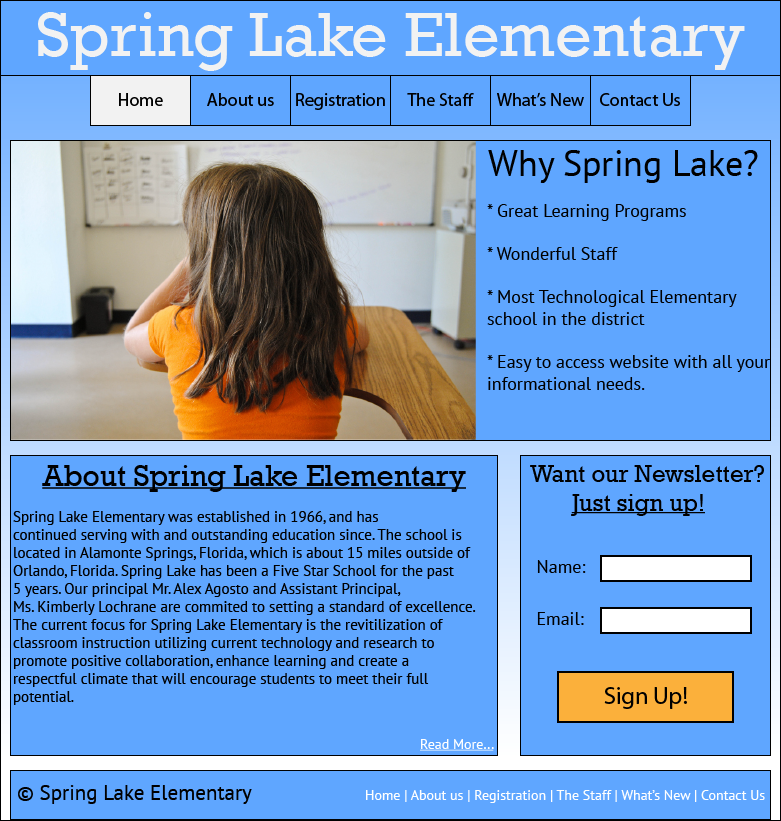 Spring Lake Elementary
Home About us Registration The Staff What's New Contact Us
Why Spring Lake?
* Great Learning Programs
* Wonderful Staff
* Most Technological Elementary
school in the district
* Easy to access website with all your
informational needs.
About Spring Lake Elementary
Spring Lake Elementary was established in 1966, and has
continued serving with and outstanding education since. The school is
located in Alamonte Springs, Florida, which is about 15 miles outside of
Orlando, Florida. Spring Lake has been a Five Star School for the past
5 years. Our principal Mr. Alex Agosto and Assistant Principal,
Ms. Kimberly Lochrane are commited to setting a standard of excellence.
The current focus for Spring Lake Elementary is the revitilization of
classroom instruction utilizing current technology and research to
promote positive collaboration, enhance learning and create a
respectful climate that will encourage students to meet their full
potential.
Read More...
Want our Newsletter?
Just sign up!
Name:
Email:
Sign Up!
© Spring Lake Elementary
Home | About us | Registration | The Staff | What's New | Contact Us